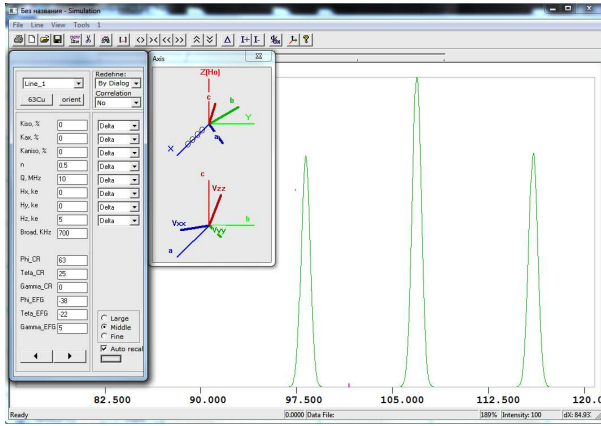 Без названия - Simulation
File Line View Tools 1
I+ I-
Axis
Line_1
Redefine:
By Dialog
63Cu orient
Correlation
No
Kiso, % 0 Delta
Kax, % 0 Delta
Kaniso, % 0 Delta
n 0.5 Delta
Q, MHz 10 Delta
Hx, ke 0 Delta
Hy, ke 0 Delta
Hz, ke 5 Delta
Broad, KHz 700
Phi_CR 63
Teta_CR 25
Gamma_CR 0
Phi_EFG -38
Teta_EFG -22
Gamma_EFG 5
Large
Middle
Fine
Auto recal
Z(Ho)
c
b
Y
a
X
c
Vzz
Vxx
b
Vyy
a
82.500 90.000 97.500 105.000 112.500 120.0
Ready 0.0000 Data File: 189% Intensity: 100 dX: 84.93